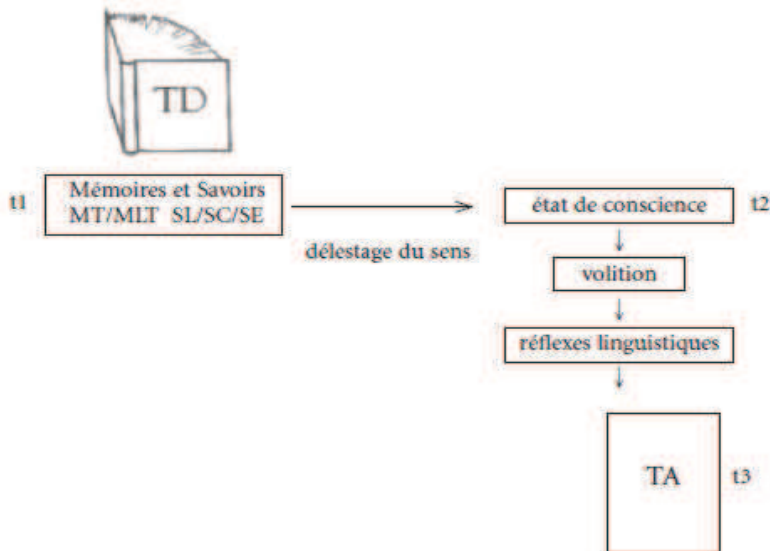 TD
t1
Mémoires et Savoirs
MT/MLT SL/SC/SE
délestage du sens
état de conscience
t2
volition
réflexes linguistiques
TA
t3